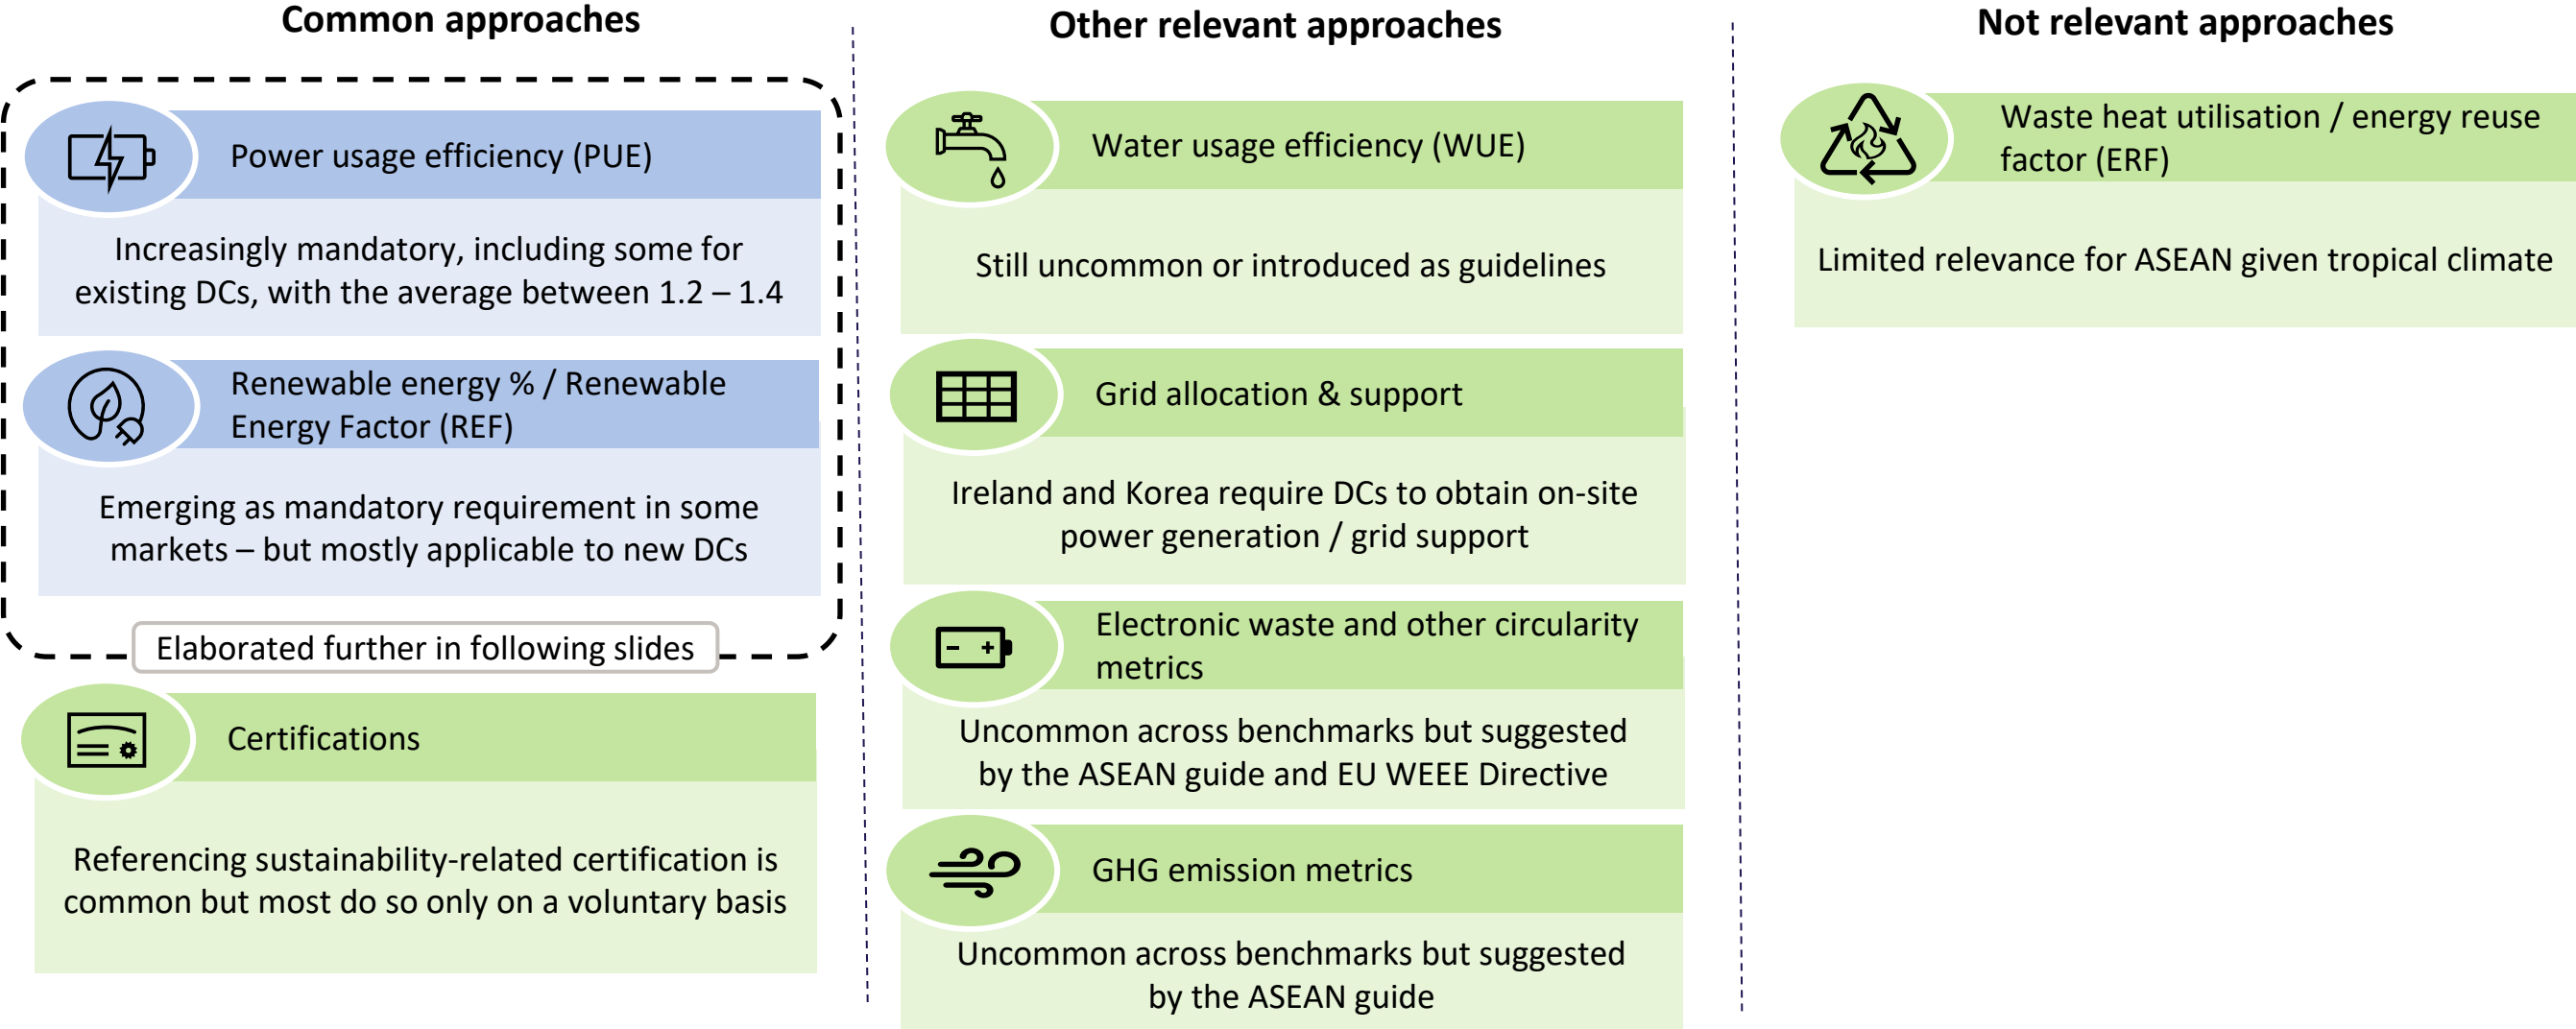 Common approaches
Power usage efficiency (PUE)
Increasingly mandatory, including some for
existing DCs, with the average between 1.2 – 1.4
Renewable energy % / Renewable
Energy Factor (REF)
Emerging as mandatory requirement in some
markets – but mostly applicable to new DCs
Elaborated further in following slides
Certifications
Referencing sustainability-related certification is
common but most do so only on a voluntary basis
Other relevant approaches
Water usage efficiency (WUE)
Still uncommon or introduced as guidelines
Grid allocation & support
Ireland and Korea require DCs to obtain on-site
power generation / grid support
Electronic waste and other circularity
metrics
Uncommon across benchmarks but suggested
by the ASEAN guide and EU WEEE Directive
GHG emission metrics
Uncommon across benchmarks but suggested
by the ASEAN guide
Not relevant approaches
Waste heat utilisation / energy reuse
factor (ERF)
Limited relevance for ASEAN given tropical climate